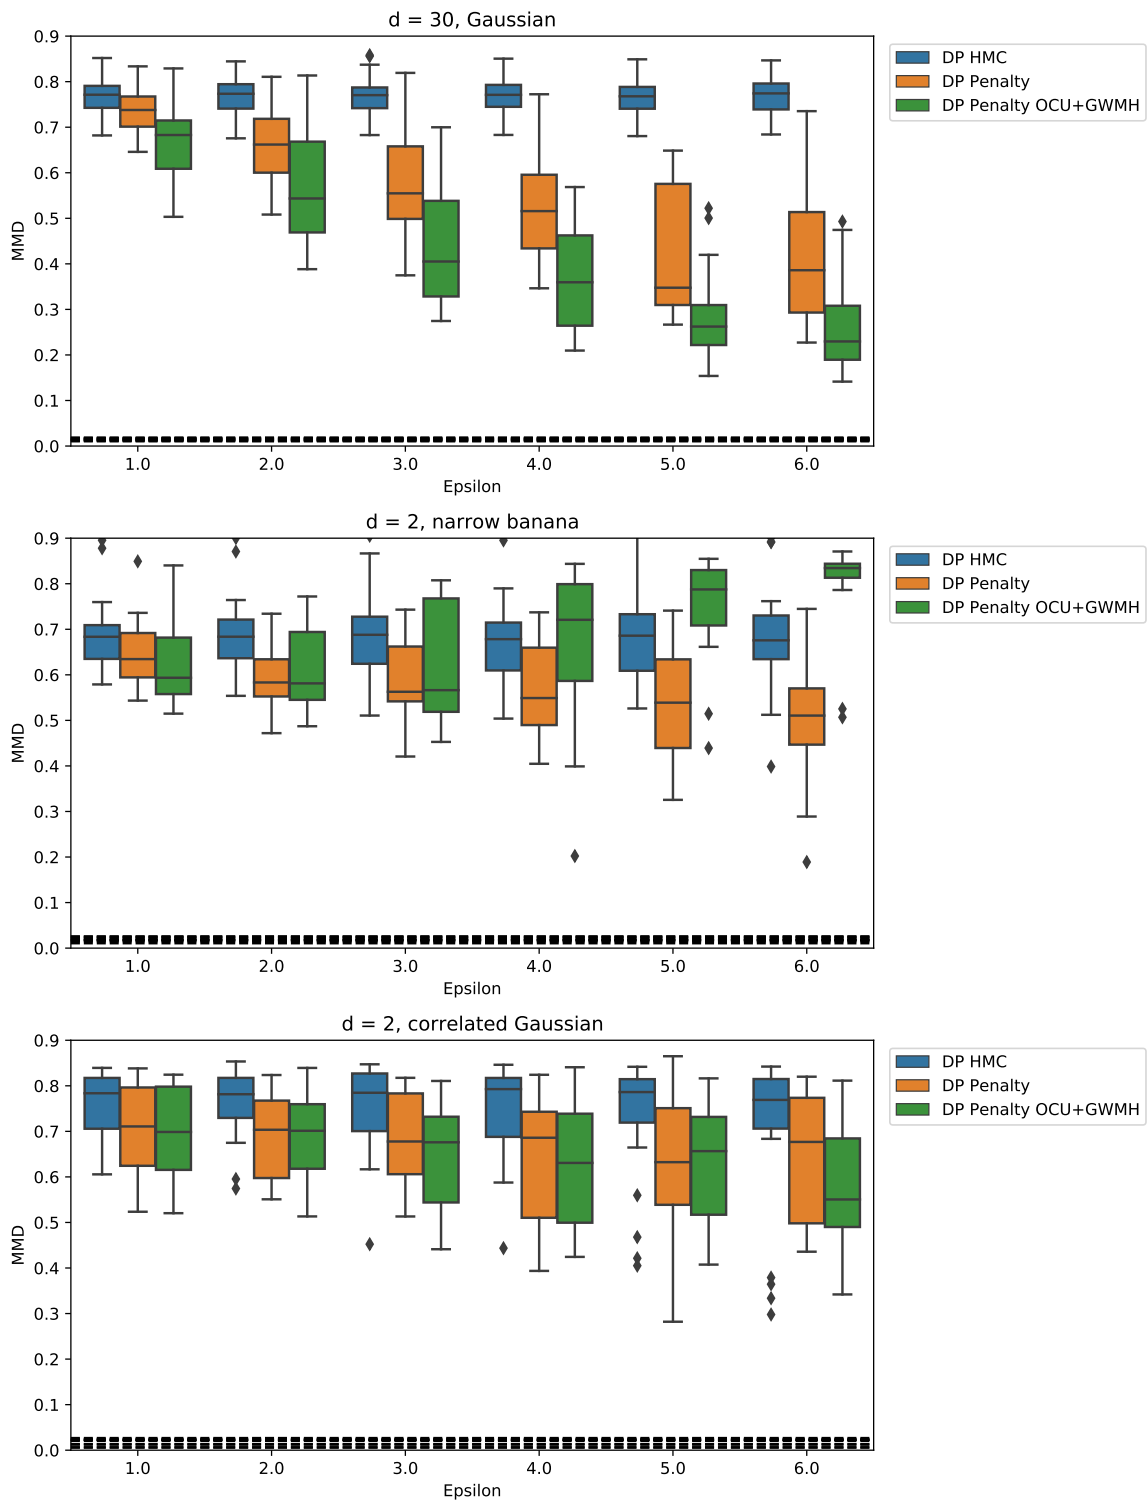 d = 30, Gaussian
0.9
0.8
0.7
0.6
0.5
0.4
0.3
0.2
0.1
0.0
MMD
1.0 2.0 3.0 4.0 5.0 6.0
Epsilon
DP HMC
DP Penalty
DP Penalty OCU+GWMH
d = 2, narrow banana
0.9
0.8
0.7
0.6
0.5
0.4
0.3
0.2
0.1
0.0
MMD
1.0 2.0 3.0 4.0 5.0 6.0
Epsilon
DP HMC
DP Penalty
DP Penalty OCU+GWMH
d = 2, correlated Gaussian
0.9
0.8
0.7
0.6
0.5
0.4
0.3
0.2
0.1
0.0
MMD
1.0 2.0 3.0 4.0 5.0 6.0
Epsilon
DP HMC
DP Penalty
DP Penalty OCU+GWMH